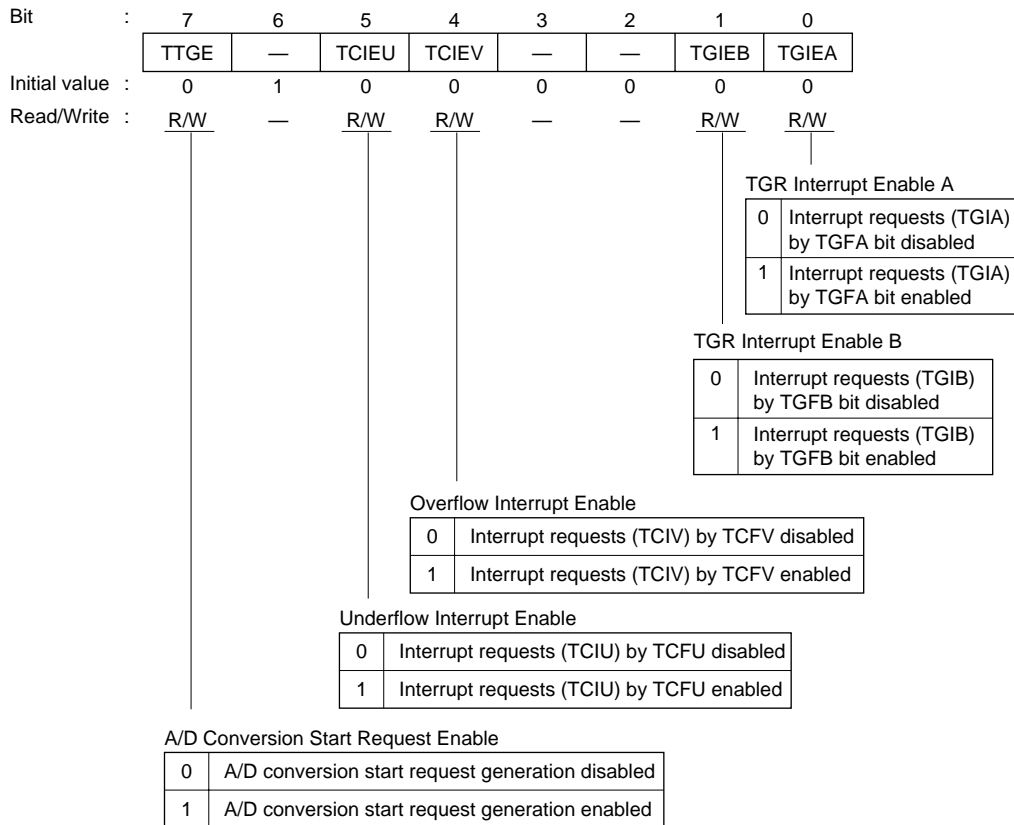 Bit : 7 6 5 4 3 2 1 0
TTGE — TCIEU TCIEV — — TGIEB TGIEA
Initial value : 0 1 0 0 0 0 0 0
Read/Write : R/W — R/W R/W — — R/W R/W
TGR Interrupt Enable A
0 Interrupt requests (TGIA)
by TGFA bit disabled
1 Interrupt requests (TGIA)
by TGFA bit enabled
TGR Interrupt Enable B
0 Interrupt requests (TGIB)
by TGFB bit disabled
1 Interrupt requests (TGIB)
by TGFB bit enabled
Overflow Interrupt Enable
0 Interrupt requests (TCIV) by TCFV disabled
1 Interrupt requests (TCIV) by TCFV enabled
Underflow Interrupt Enable
0 Interrupt requests (TCIU) by TCFU disabled
1 Interrupt requests (TCIU) by TCFU enabled
A/D Conversion Start Request Enable
0 A/D conversion start request generation disabled
1 A/D conversion start request generation enabled